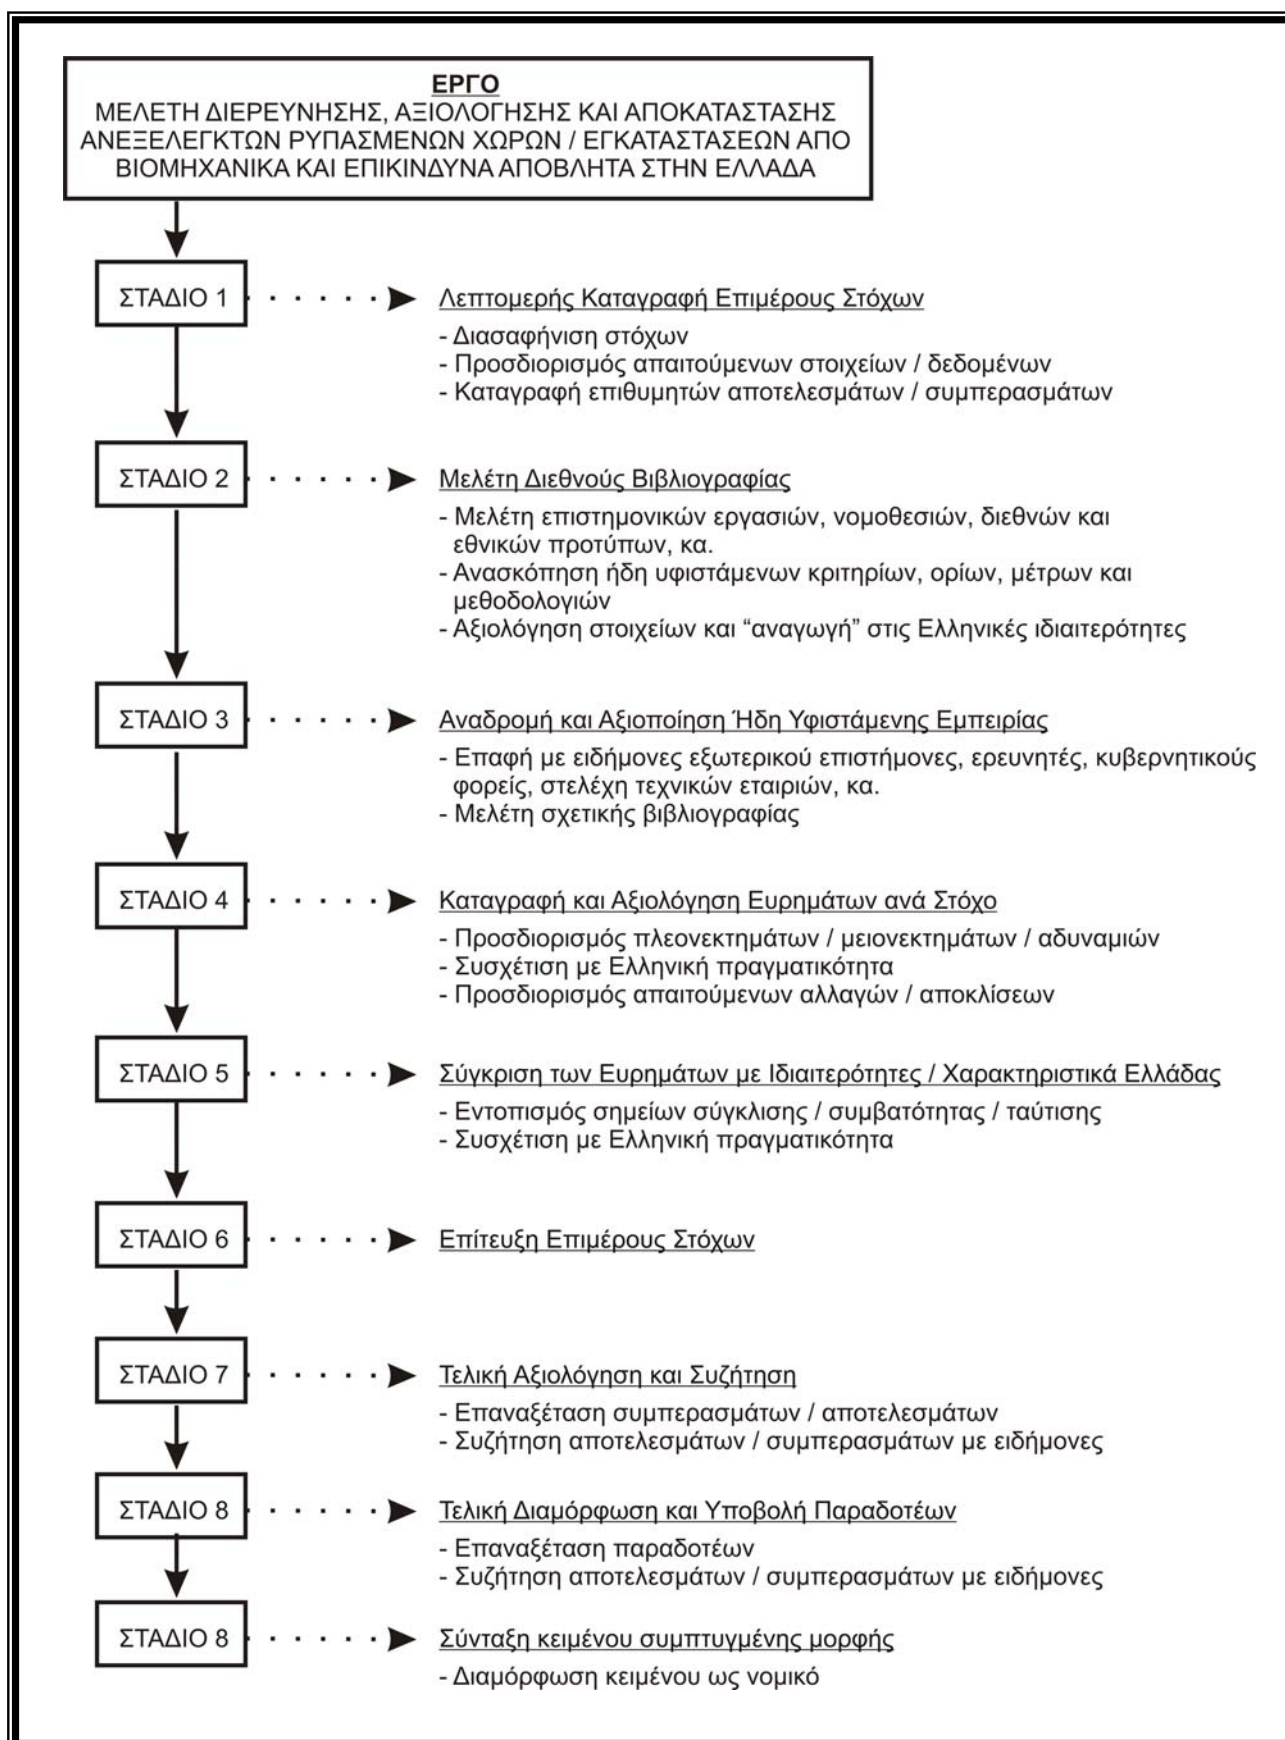 ΕΡΓΟ
ΜΕΛΕΤΗ ΔΙΕΡΕΥΝΗΣΗΣ, ΑΞΙΟΛΟΓΗΣΗΣ ΚΑΙ ΑΠΟΚΑΤΑΣΤΑΣΗΣ
ΑΝΕΞΕΛΕΓΚΤΩΝ ΡΥΠΑΣΜΕΝΩΝ ΧΩΡΩΝ / ΕΓΚΑΤΑΣΤΑΣΕΩΝ ΑΠΟ
ΒΙΟΜΗΧΑΝΙΚΑ ΚΑΙ ΕΠΙΚΙΝΔΥΝΑ ΑΠΟΒΛΗΤΑ ΣΤΗΝ ΕΛΛΑΔΑ
ΣΤΑΔΙΟ 1
Λεπτομερής Καταγραφή Επιμέρους Στόχων
- Διασαφήνιση στόχων
- Προσδιορισμός απαιτούμενων στοιχείων / δεδομένων
- Καταγραφή επιθυμητών αποτελεσμάτων / συμπερασμάτων
ΣΤΑΔΙΟ 2
Μελέτη Διεθνούς Βιβλιογραφίας
- Μελέτη επιστημονικών εργασιών, νομοθεσιών, διεθνών και
εθνικών προτύπων, κα.
- Ανασκόπηση ήδη υφιστάμενων κριτηρίων, ορίων, μέτρων και
μεθοδολογιών
- Αξιολόγηση στοιχείων και “αναγωγή” στις Ελληνικές ιδιαιτερότητες
ΣΤΑΔΙΟ 3
Αναδρομή και Αξιοποίηση Ήδη Υφιστάμενης Εμπειρίας
- Επαφή με ειδήμονες εξωτερικού επιστήμονες, ερευνητές, κυβερνητικούς
φορείς, στελέχη τεχνικών εταιριών, κα.
- Μελέτη σχετικής βιβλιογραφίας
ΣΤΑΔΙΟ 4
Καταγραφή και Αξιολόγηση Ευρημάτων ανά Στόχο
- Προσδιορισμός πλεονεκτημάτων / μειονεκτημάτων / αδυναμιών
- Συσχέτιση με Ελληνική πραγματικότητα
- Προσδιορισμός απαιτούμενων αλλαγών / αποκλίσεων
ΣΤΑΔΙΟ 5
Σύγκριση των Ευρημάτων με Ιδιαιτερότητες / Χαρακτηριστικά Ελλάδας
- Εντοπισμός σημείων σύγκλισης / συμβατότητας / ταύτισης
- Συσχέτιση με Ελληνική πραγματικότητα
ΣΤΑΔΙΟ 6
Επίτευξη Επιμέρους Στόχων
ΣΤΑΔΙΟ 7
Τελική Αξιολόγηση και Συζήτηση
- Επαναξέταση συμπερασμάτων / αποτελεσμάτων
- Συζήτηση αποτελεσμάτων / συμπερασμάτων με ειδήμονες
ΣΤΑΔΙΟ 8
Τελική Διαμόρφωση και Υποβολή Παραδοτέων
- Επαναξέταση παραδοτέων
- Συζήτηση αποτελεσμάτων / συμπερασμάτων με ειδήμονες
ΣΤΑΔΙΟ 8
Σύνταξη κειμένου συμπτυγμένης μορφής
- Διαμόρφωση κειμένου ως νομικό